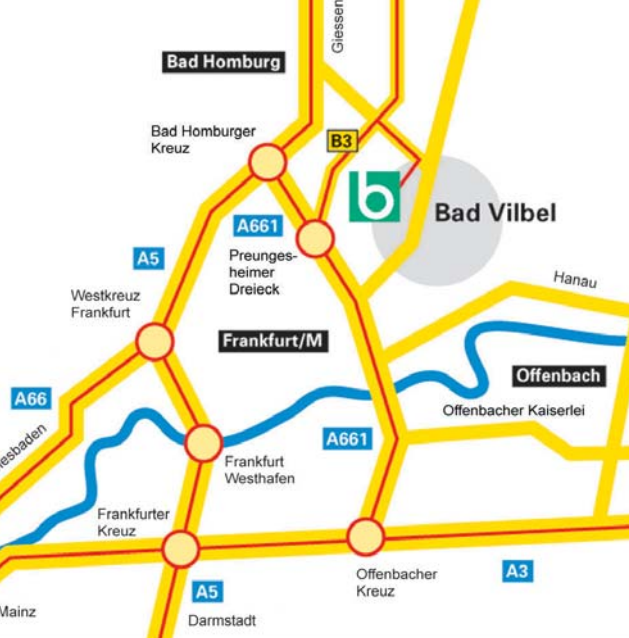 Giessen
Bad Homburg
Bad Homburger
Kreuz
B3
b
Bad Vilbel
A661
Preunges-
heimer
Dreieck
A5
Hanau
Westkreuz
Frankfurt
Frankfurt/M
Offenbach
A66
Offenbacher Kaiserlei
A661
esbaden
Frankfurt
Westhafen
Frankfurter
Kreuz
Offenbacher
Kreuz
A3
A5
Mainz
Darmstadt